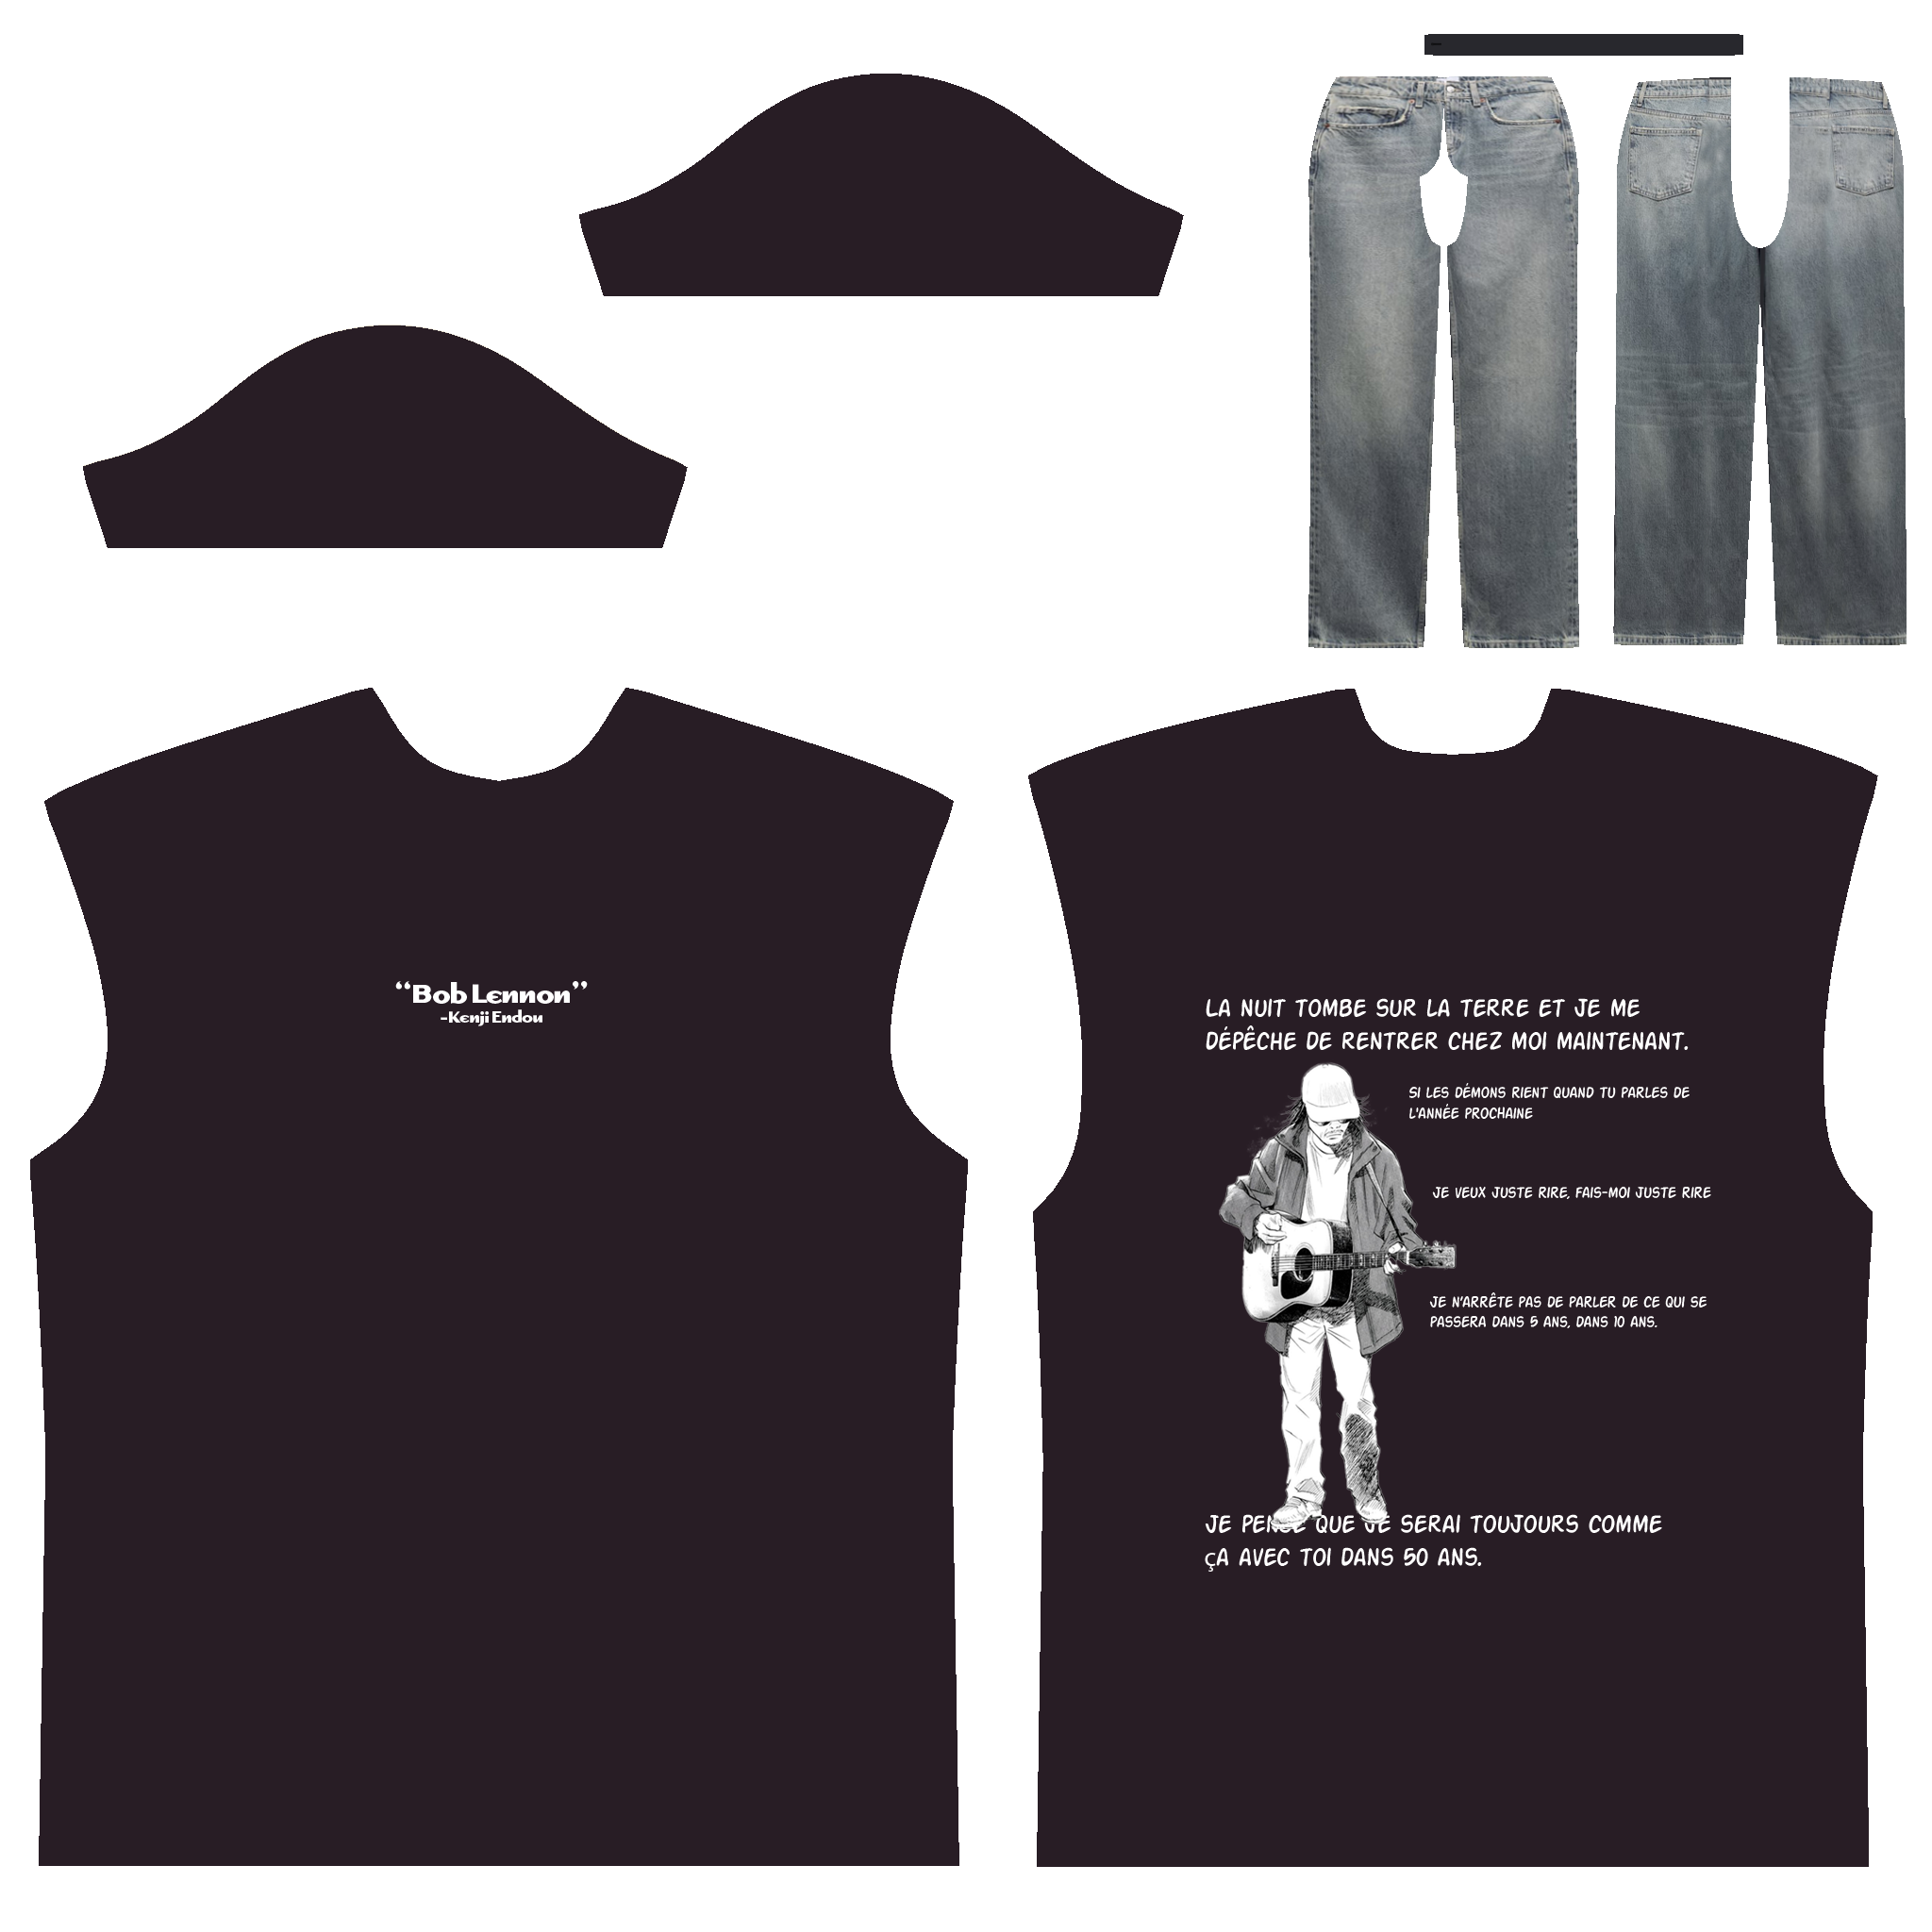 “Bob Lennon”
-Kenji Endou
LA NUIT TOMBE SUR LA TERRE ET JE ME
DÉPÊCHE DE RENTRER CHEZ MOI MAINTENANT.
SI LES DÉMONS RIENT QUAND TU PARLES DE
L'ANNÉE PROCHAINE
JE VEUX JUSTE RIRE, FAIS-MOI JUSTE RIRE
JE N'ARRÊTE PAS DE PARLER DE CE QUI SE
PASSERA DANS 5 ANS, DANS 10 ANS.
JE PENSE QUE JE SERAI TOUJOURS COMME
ÇA AVEC TOI DANS 50 ANS.